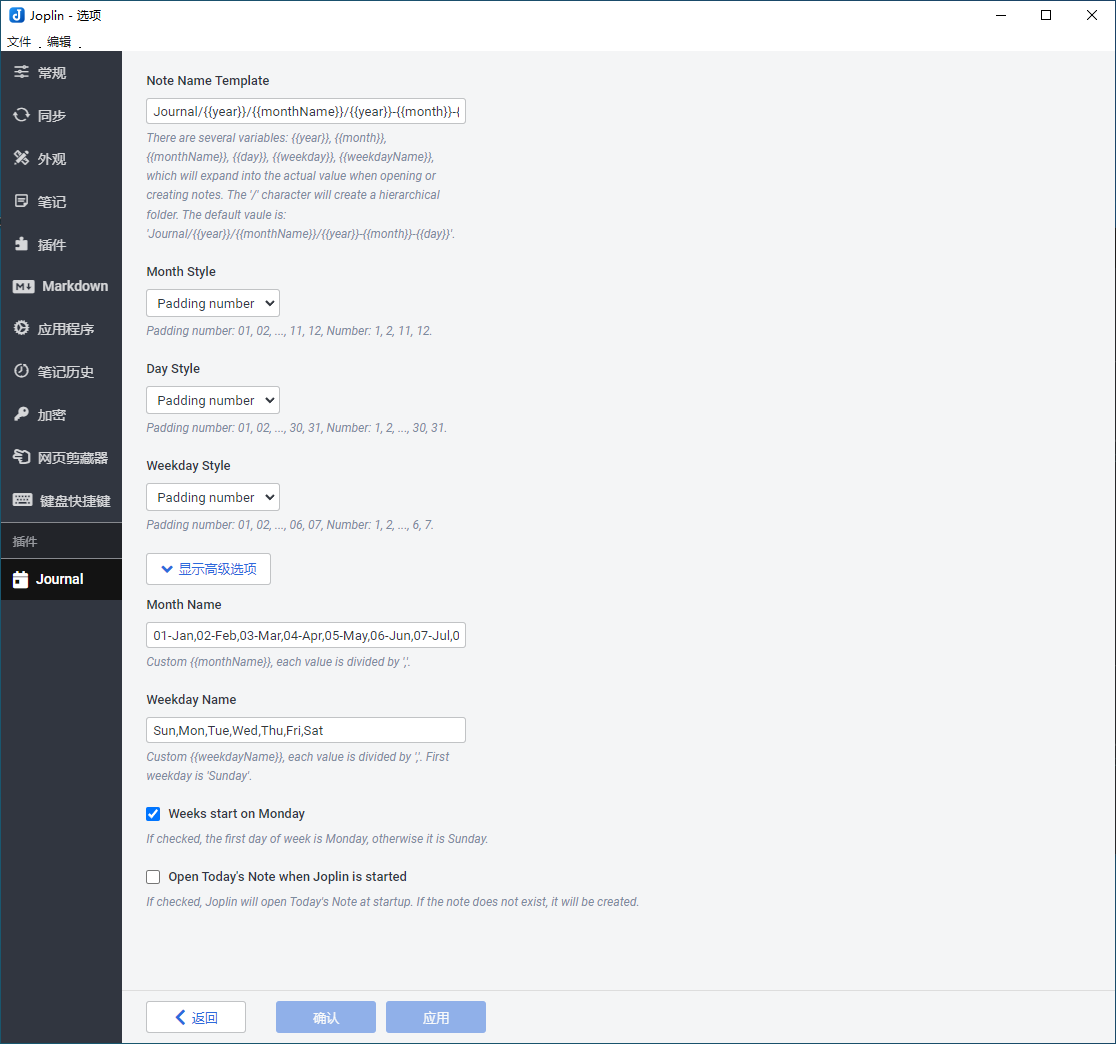 Joplin - 选项
文件 编辑
常规
同步
外观
笔记
插件
Markdown
应用程序
笔记历史
加密
网页剪藏器
键盘快捷键
插件
Journal
Note Name Template
Journal/{{year}}/{{monthName}}/{{year}}-{{month}}-{
There are several variables: {{year}}, {{month}},
{{monthName}}, {{day}}, {{weekday}}, {{weekdayName}},
which will expand into the actual value when opening or
creating notes. The '/' character will create a hierarchical
folder. The default vaule is:
'Journal/{{year}}/{{monthName}}/{{year}}-{{month}}-{{day}}'.
Month Style
Padding number
Padding number: 01, 02, ..., 11, 12, Number: 1, 2, 11, 12.
Day Style
Padding number
Padding number: 01, 02, ..., 30, 31, Number: 1, 2, ..., 30, 31.
Weekday Style
Padding number
Padding number: 01, 02, ..., 06, 07, Number: 1, 2, ..., 6, 7.
显示高级选项
Month Name
01-Jan,02-Feb,03-Mar,04-Apr,05-May,06-Jun,07-Jul,0
Custom {{monthName}}, each value is divided by ','.
Weekday Name
Sun,Mon,Tue,Wed,Thu,Fri,Sat
Custom {{weekdayName}}, each value is divided by ','. First
weekday is 'Sunday'.
Weeks start on Monday
If checked, the first day of week is Monday, otherwise it is Sunday.
Open Today's Note when Joplin is started
If checked, Joplin will open Today's Note at startup. If the note does not exist, it will be created.
返回
确认
应用